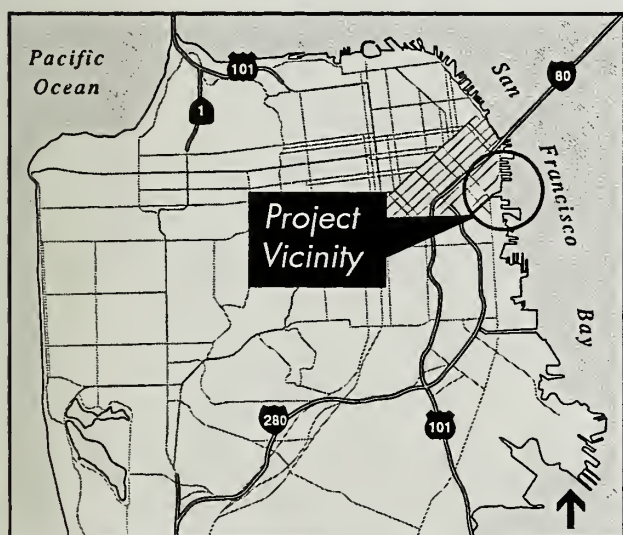 Pacific
Ocean
101
1
San
80
Francisco
Project
Vicinity
Bay
280
101